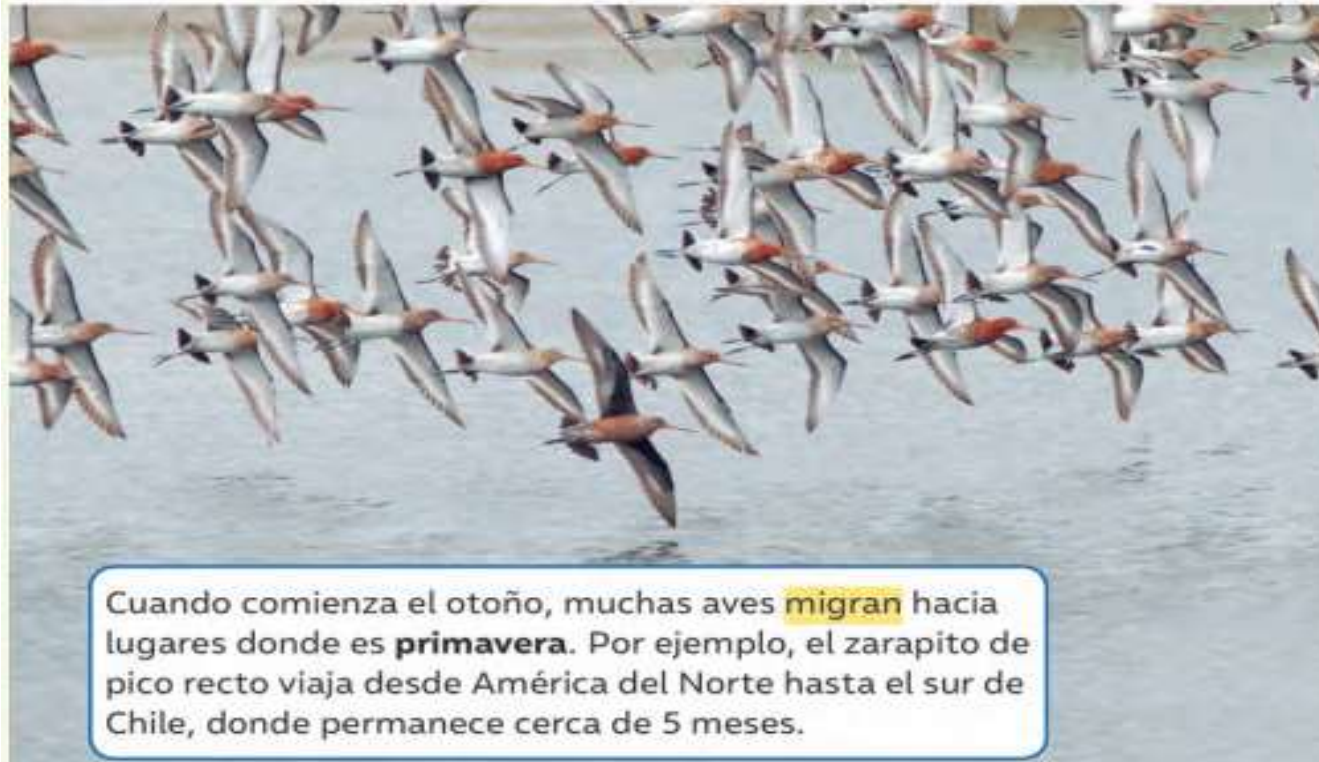 Cuando comienza el otoño, muchas aves migran hacia
lugares donde es primavera. Por ejemplo, el zarapito de
pico recto viaja desde América del Norte hasta el sur de
Chile, donde permanece cerca de 5 meses.